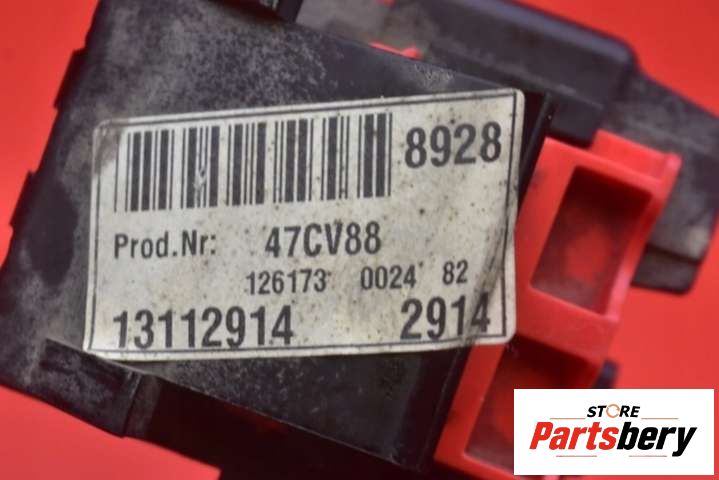 8928
Prod.Nr: 47CV88
126173 0024 82
13112914 2914
STORE
Partsbery